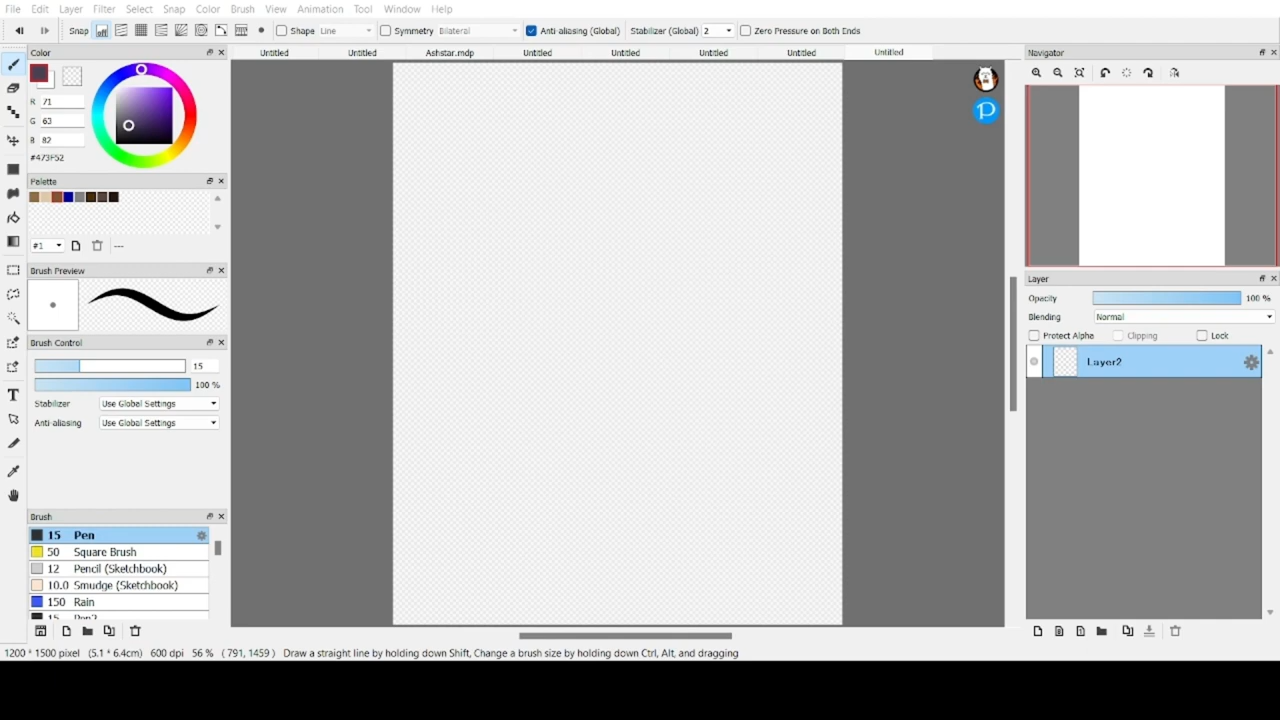 File Edit Layer Filter Select Snap Color Brush View Animation Tool Window Help
Snap off Shape Line Symmetry Bilateral Anti-aliasing (Global) Stabilizer (Global) 2 Zero Pressure on Both Ends
Color
Untitled Untitled Ashstar.mdp Untitled Untitled Untitled Untitled Untitled
Navigator
R 71
G 63
B 82
#473F52
Palette
#1 ---
Brush Preview
Brush Control
15
100 %
Stabilizer Use Global Settings
Anti-aliasing Use Global Settings
Brush
15 Pen
50 Square Brush
12 Pencil (Sketchbook)
10.0 Smudge (Sketchbook)
150 Rain
15 Pen2
P
Layer
Opacity 100 %
Blending Normal
Protect Alpha Clipping Lock
Layer2
1200 * 1500 pixel (5.1 * 6.4cm) 600 dpi 56 % ( 791, 1459 ) Draw a straight line by holding down Shift, Change a brush size by holding down Ctrl, Alt, and dragging